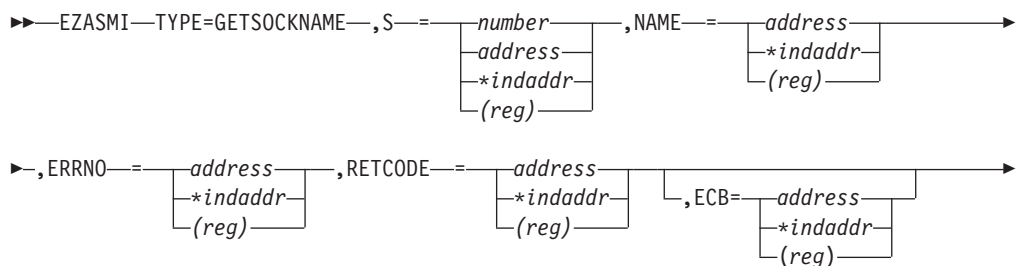 EZASMI TYPE=GETSOCKNAME ,S = number ,NAME = address
address *indaddr
*indaddr (reg)
(reg)
,ERRNO = address ,RETCODE = address
*indaddr *indaddr ,ECB= address
(reg) (reg) *indaddr
(reg)